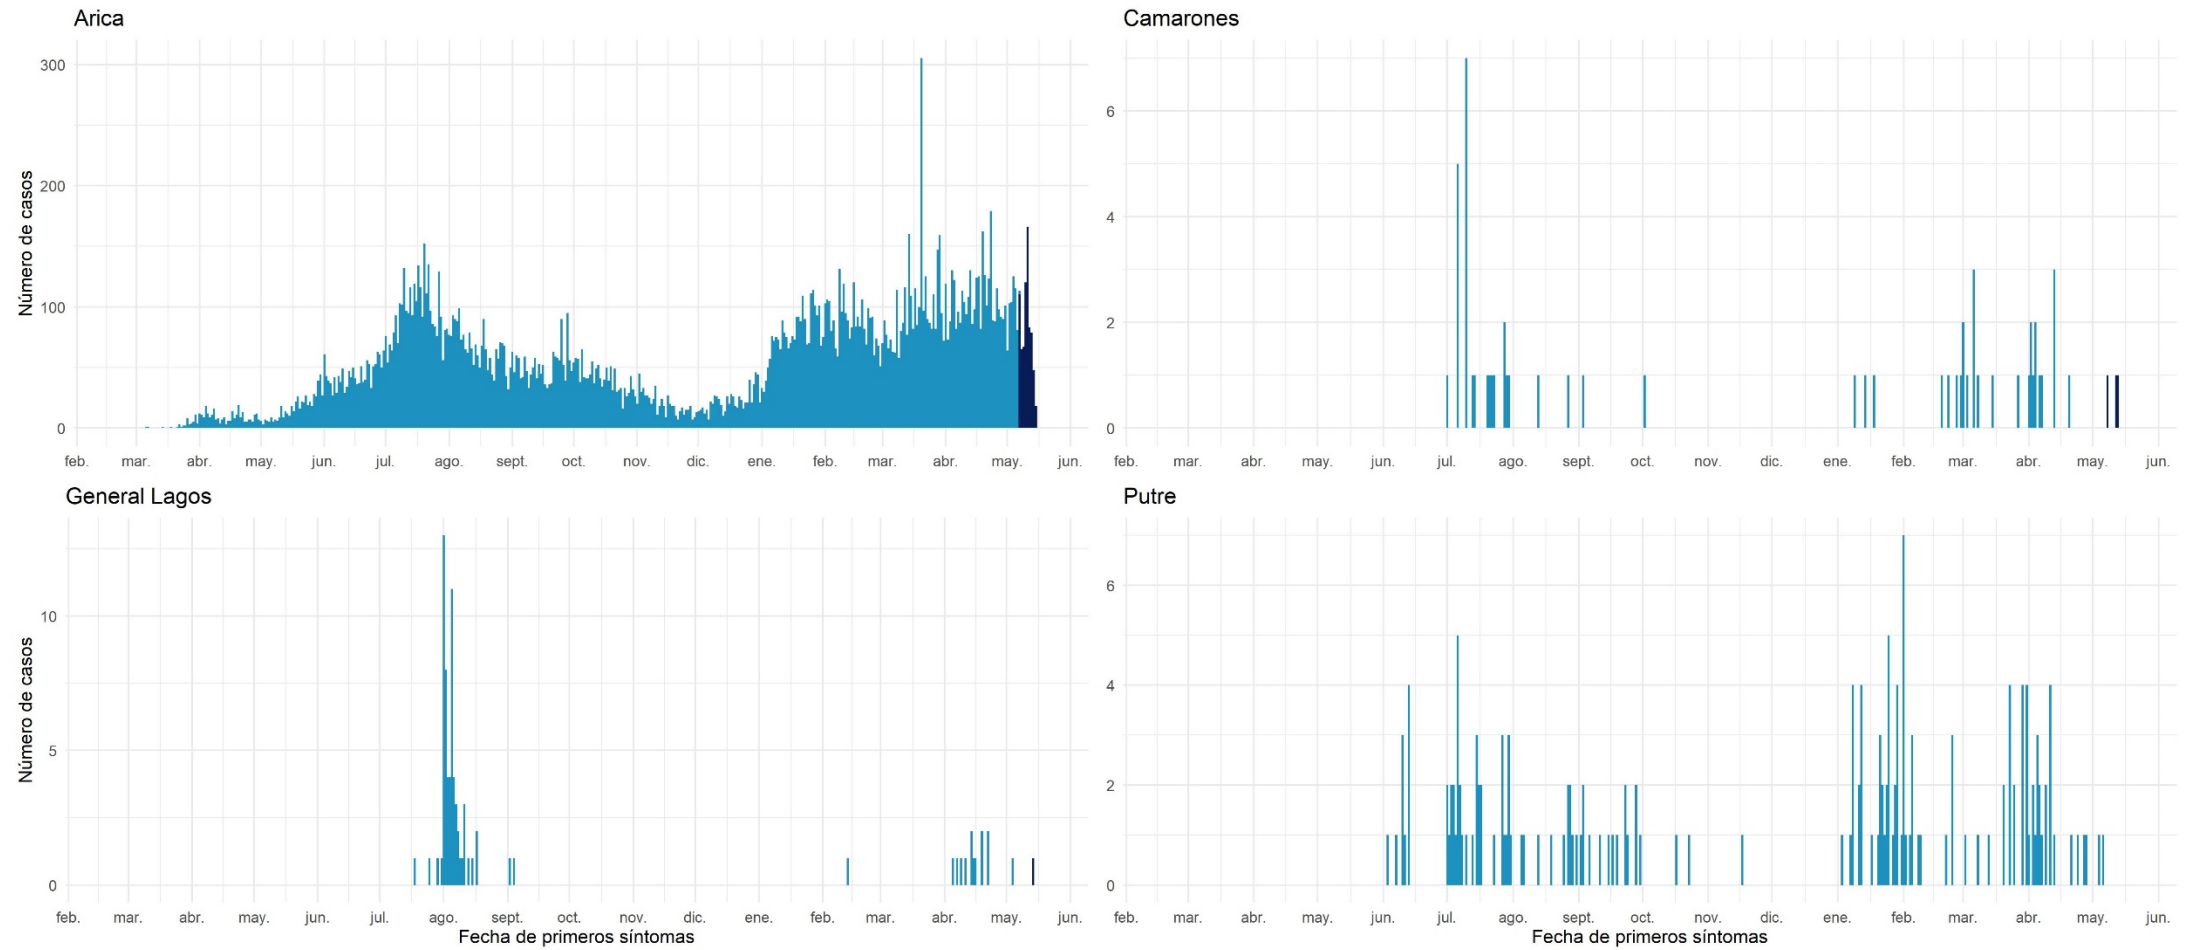 Arica
Número de casos
300
200
100
0
feb. mar. abr. may. jun. jul. ago. sept. oct. nov. dic. ene. feb. mar. abr. may. jun.
Camarones
6
4
2
0
feb. mar. abr. may. jun. jul. ago. sept. oct. nov. dic. ene. feb. mar. abr. may. jun.
General Lagos
Número de casos
10
5
0
feb. mar. abr. may. jun. jul. ago. sept. oct. nov. dic. ene. feb. mar. abr. may. jun.
Fecha de primeros síntomas
Putre
6
4
2
0
feb. mar. abr. may. jun. jul. ago. sept. oct. nov. dic. ene. feb. mar. abr. may. jun.
Fecha de primeros síntomas